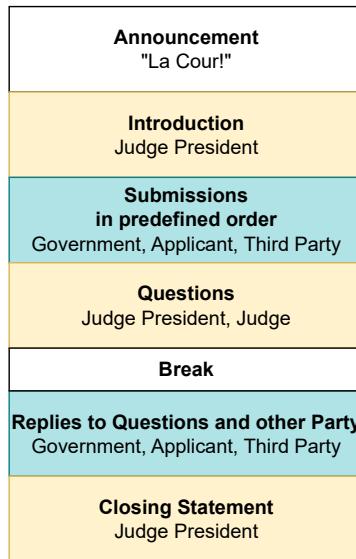 Announcement
"La Cour!"
Introduction
Judge President
Submissions
in predefined order
Government, Applicant, Third Party
Questions
Judge President, Judge
Break
Replies to Questions and other Party
Government, Applicant, Third Party
Closing Statement
Judge President